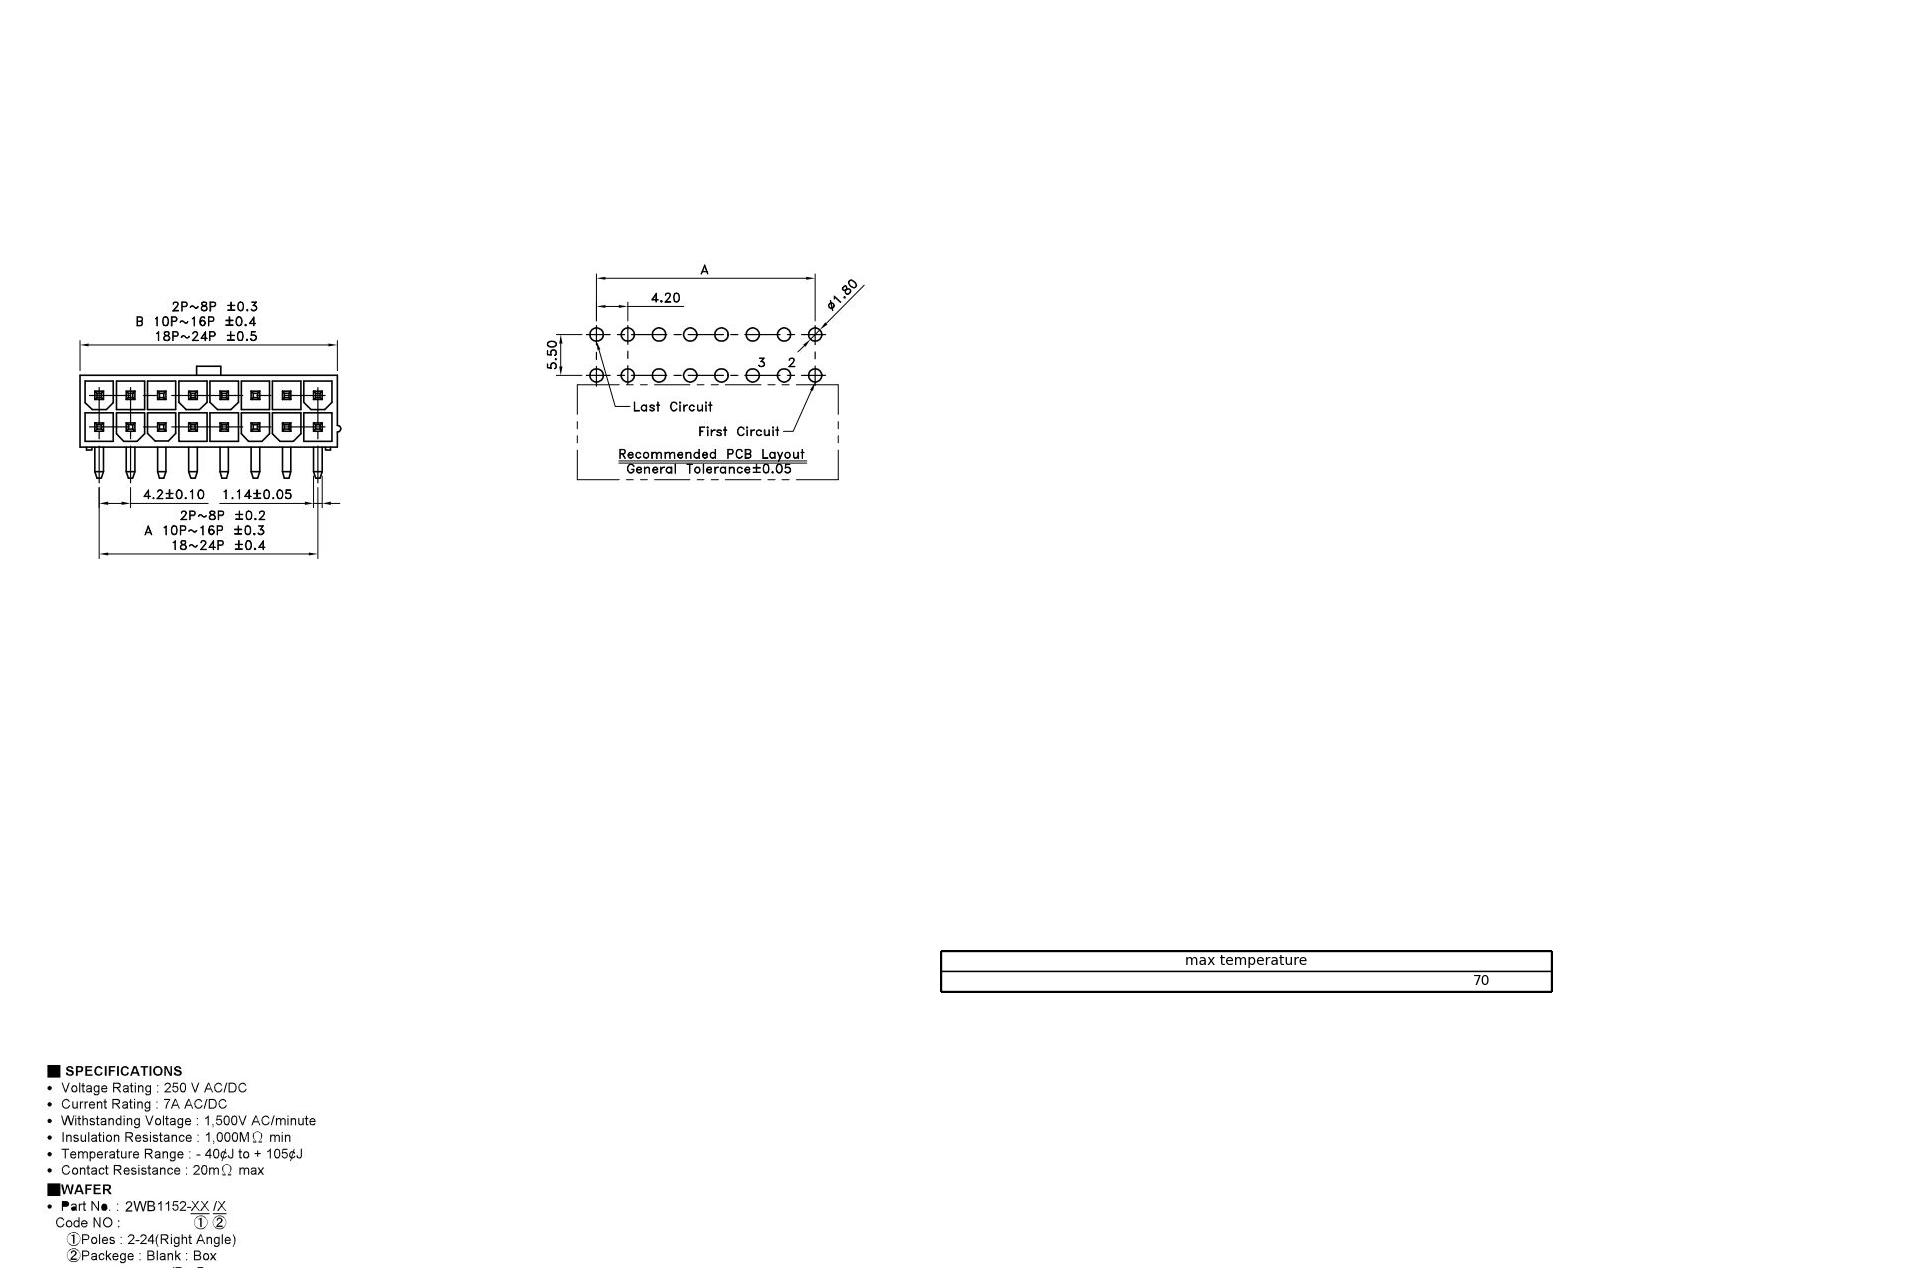 2P~8P ±0.3
B 10P~16P ±0.4
18P~24P ±0.5
4.2±0.10 1.14±0.05
2P~8P ±0.2
A 10P~16P ±0.3
18~24P ±0.4
A
4.20
ø1.80
5.50
3 2
Last Circuit
First Circuit
Recommended PCB Layout
General Tolerance±0.05
max temperature
70
■ SPECIFICATIONS
• Voltage Rating : 250 V AC/DC
• Current Rating : 7A AC/DC
• Withstanding Voltage : 1,500V AC/minute
• Insulation Resistance : 1,000MΩ min
• Temperature Range : - 40¢J to + 105¢J
• Contact Resistance : 20mΩ max
■WAFER
• Part No. : 2WB1152-XX /X
Code NO : ① ②
①Poles : 2-24(Right Angle)
②Packege : Blank : Box